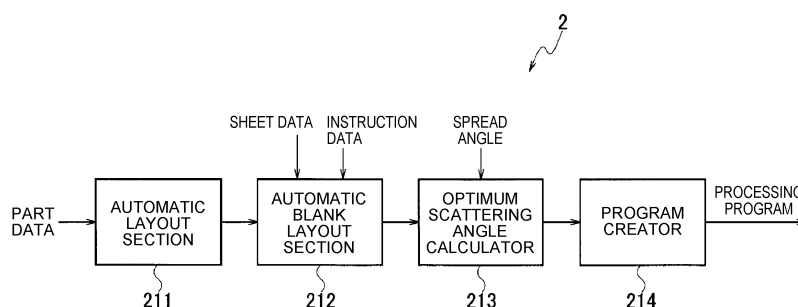 2
SHEET DATA
INSTRUCTION
DATA
SPREAD
ANGLE
PART
DATA
AUTOMATIC
LAYOUT
SECTION
AUTOMATIC
BLANK
LAYOUT
SECTION
OPTIMUM
SCATTERING
ANGLE
CALCULATOR
PROGRAM
CREATOR
PROCESSING
PROGRAM
211
212
213
214